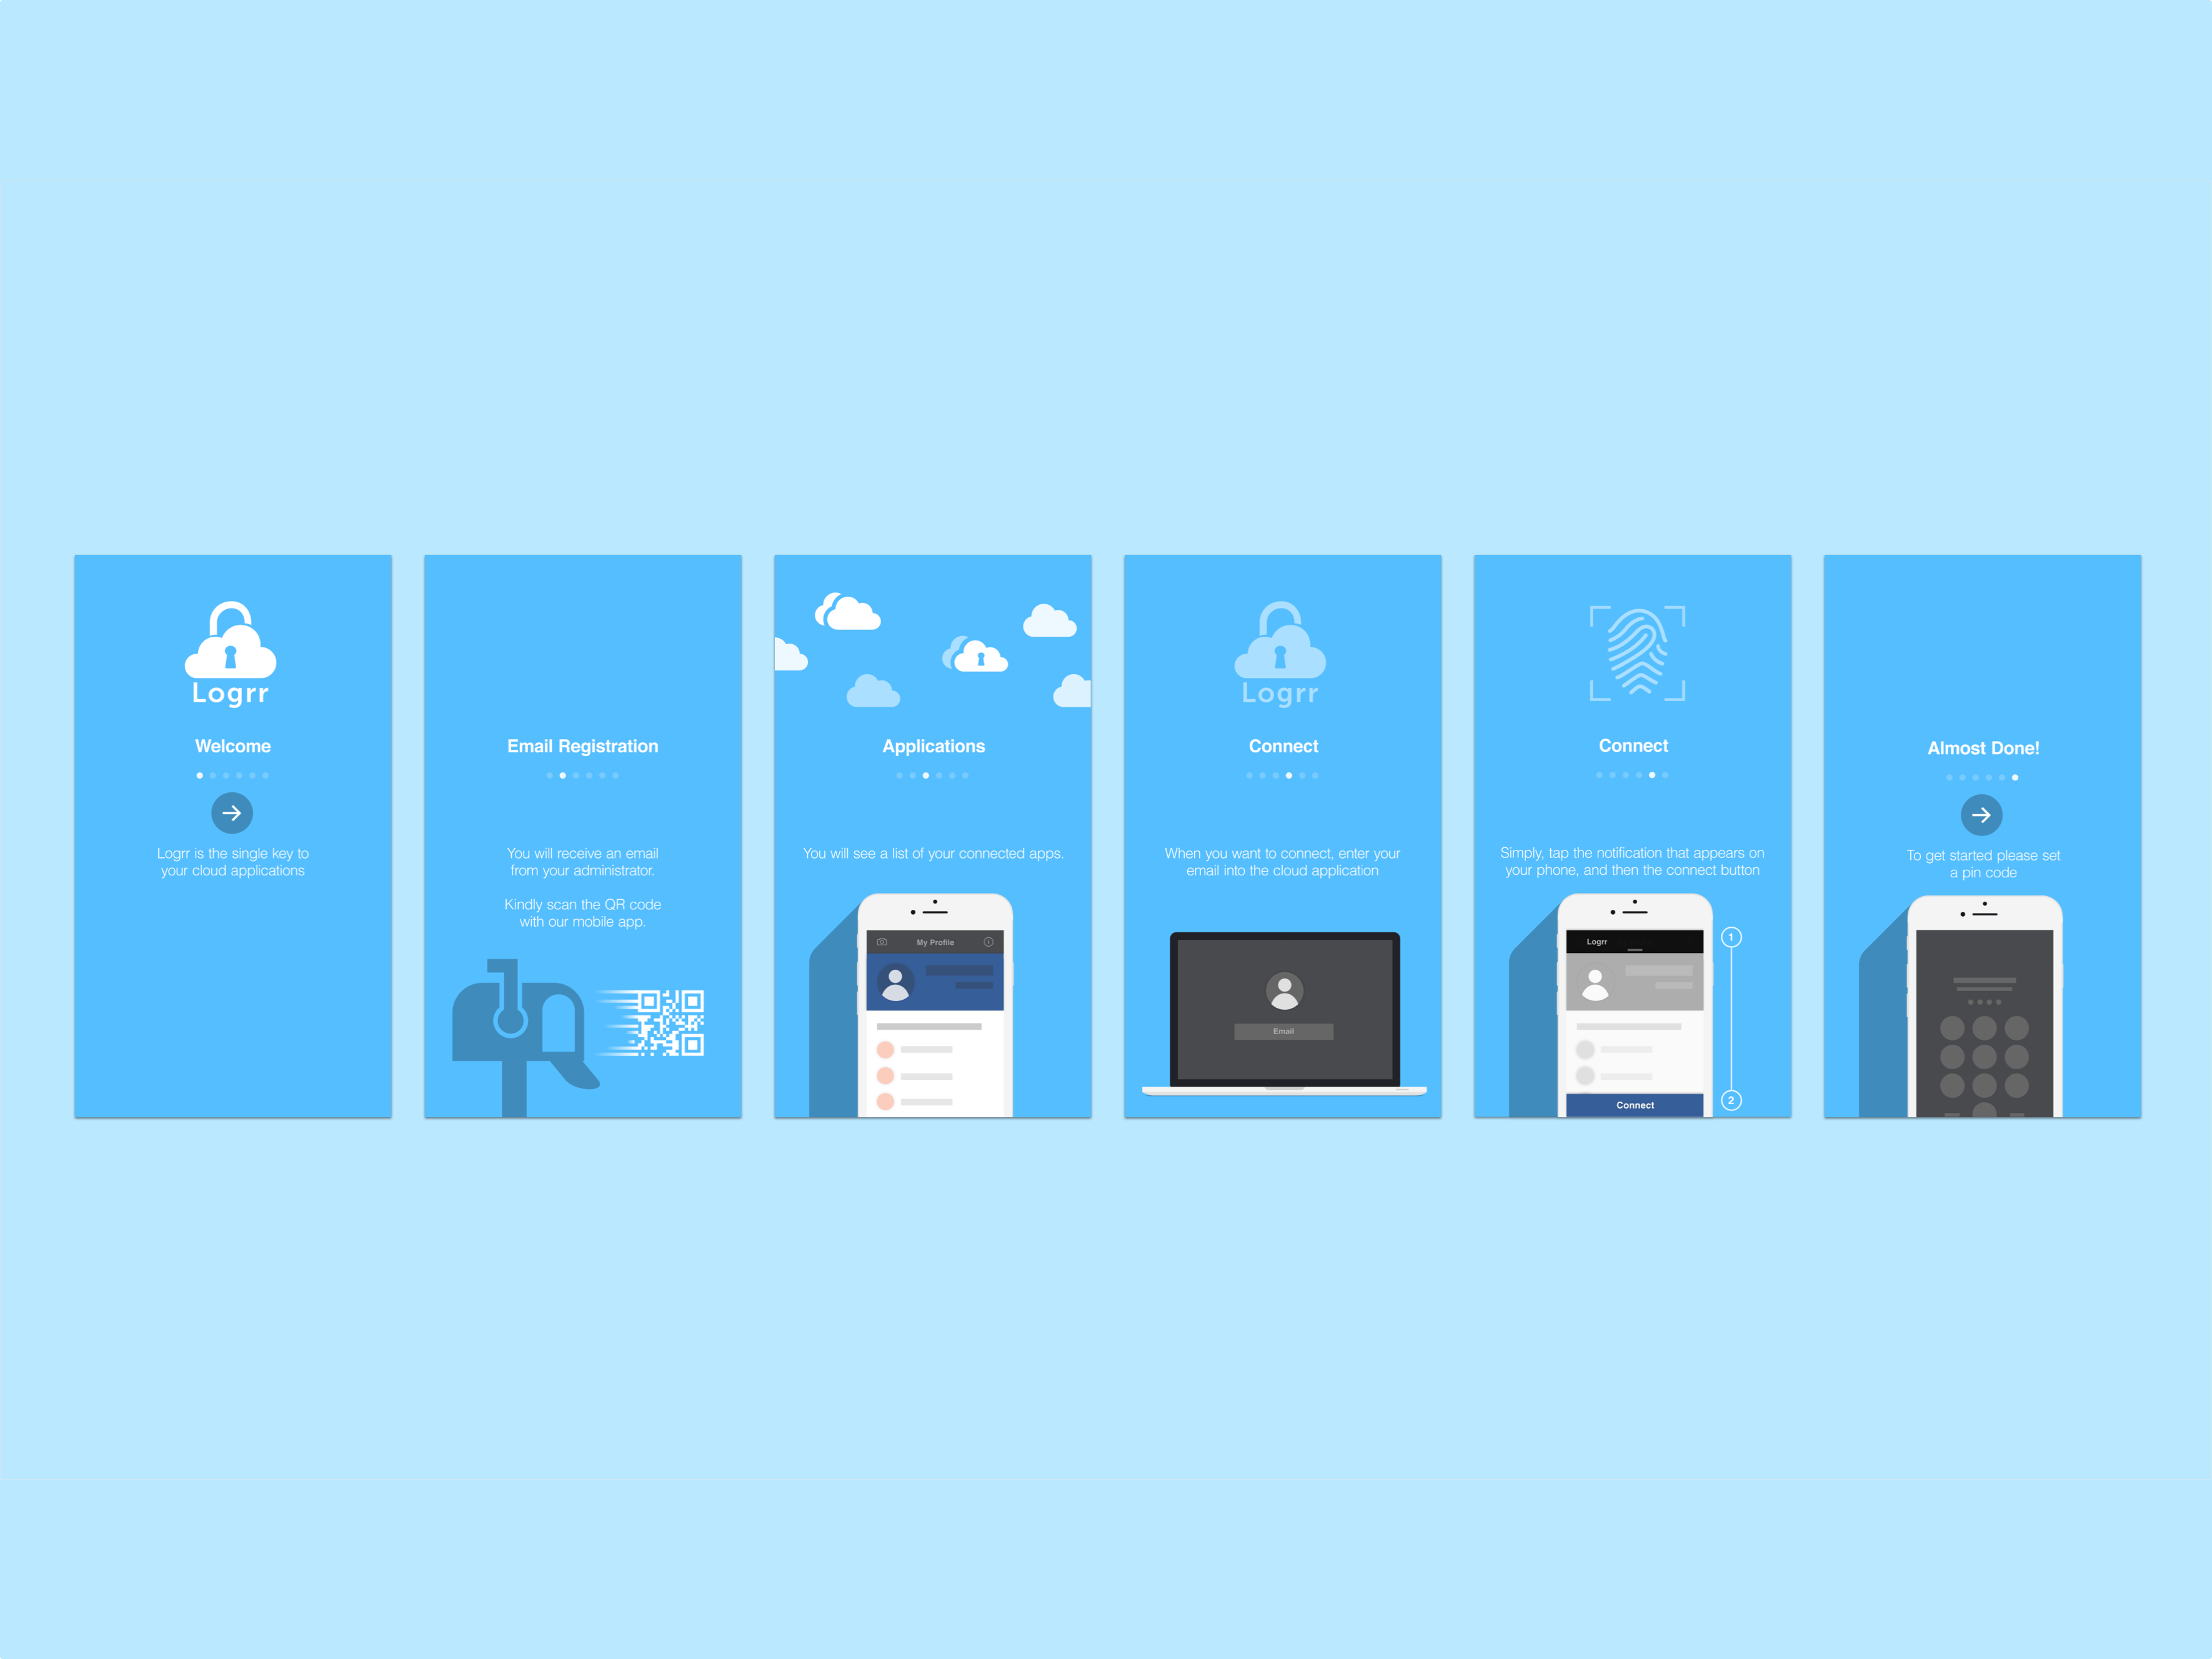 Logrr
Welcome
Logrr is the single key to
your cloud applications
Email Registration
You will receive an email
from your administrator.
Kindly scan the QR code
with our mobile app.
Applications
You will see a list of your connected apps.
My Profile
Logrr
Connect
When you want to connect, enter your
email into the cloud application
Email
Connect
Simply, tap the notification that appears on
your phone, and then the connect button
Logrr
1
2
Connect
Almost Done!
To get started please set
a pin code